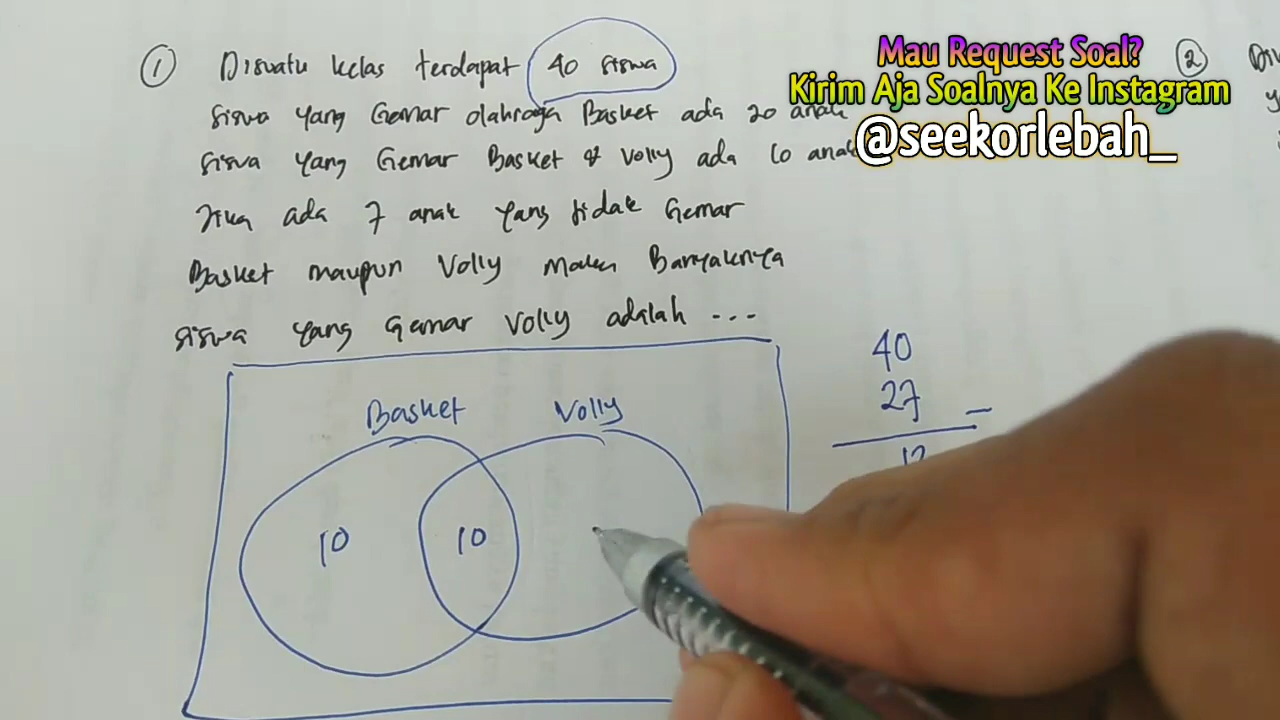 ① Disuatu kelas terdapat 40 siswa
siswa yang Gemar olahraga Basket ada 20 anak
siswa yang Gemar Basket & Volly ada 10 anak
Jika ada 7 anak yang tidak Gemar
Basket maupun Volly maka Banyaknya
siswa yang Gemar Volly adalah ...
Mau Request Soal?
Kirim Aja Soalnya Ke Instagram
@seekorlebah_
②
Basket Volly
10 10
40
27 -